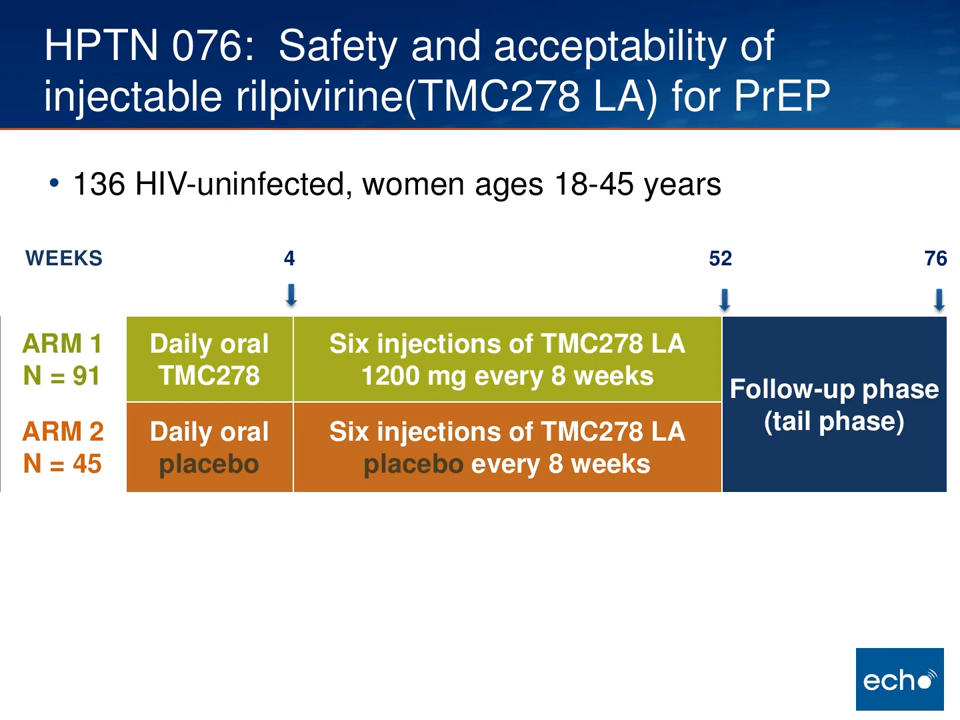 HPTN 076: Safety and acceptability of
injectable rilpivirine(TMC278 LA) for PrEP
• 136 HIV-uninfected, women ages 18-45 years
WEEKS 4 52 76
ARM 1
N = 91
Daily oral
TMC278
Six injections of TMC278 LA
1200 mg every 8 weeks
Follow-up phase
(tail phase)
ARM 2
N = 45
Daily oral
placebo
Six injections of TMC278 LA
placebo every 8 weeks
echo